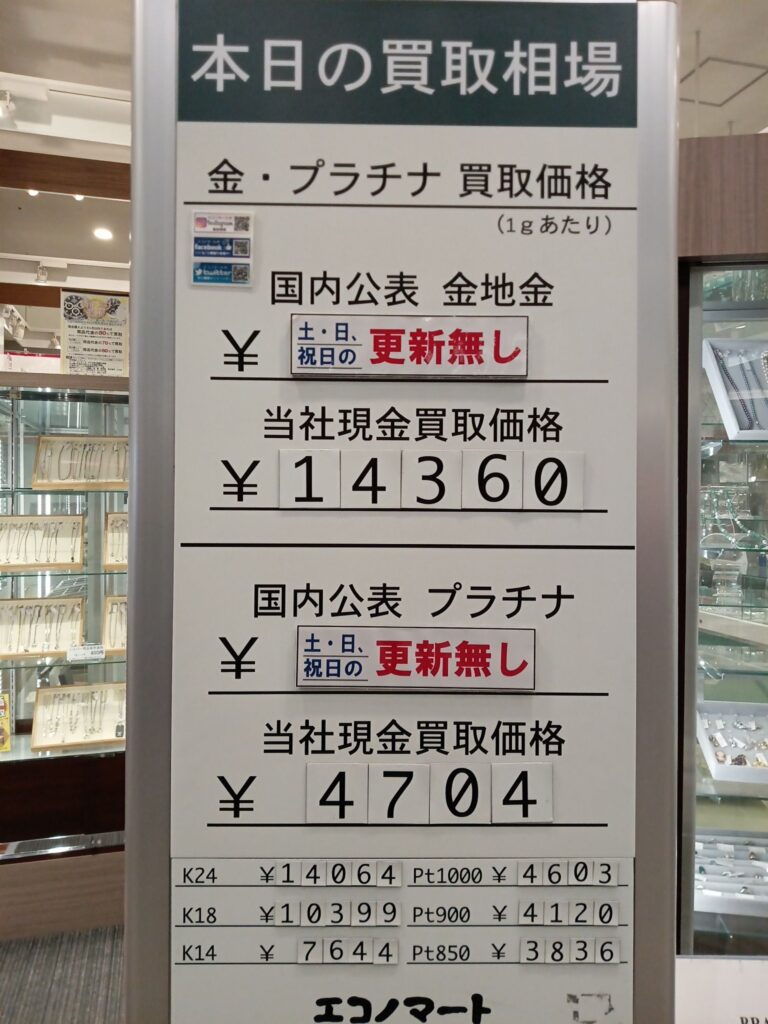 本日の買取相場
金・プラチナ 買取価格
(1gあたり)
Instagram
facebook
twitter
国内公表 金地金
¥ 土・日、祝日の 更新無し
当社現金買取価格
¥14360
国内公表 プラチナ
¥ 土・日、祝日の 更新無し
当社現金買取価格
¥4704
K24 ¥14064 Pt1000 ¥4603
K18 ¥10399 Pt900 ¥4120
K14 ¥7644 Pt850 ¥3836
エコノマート